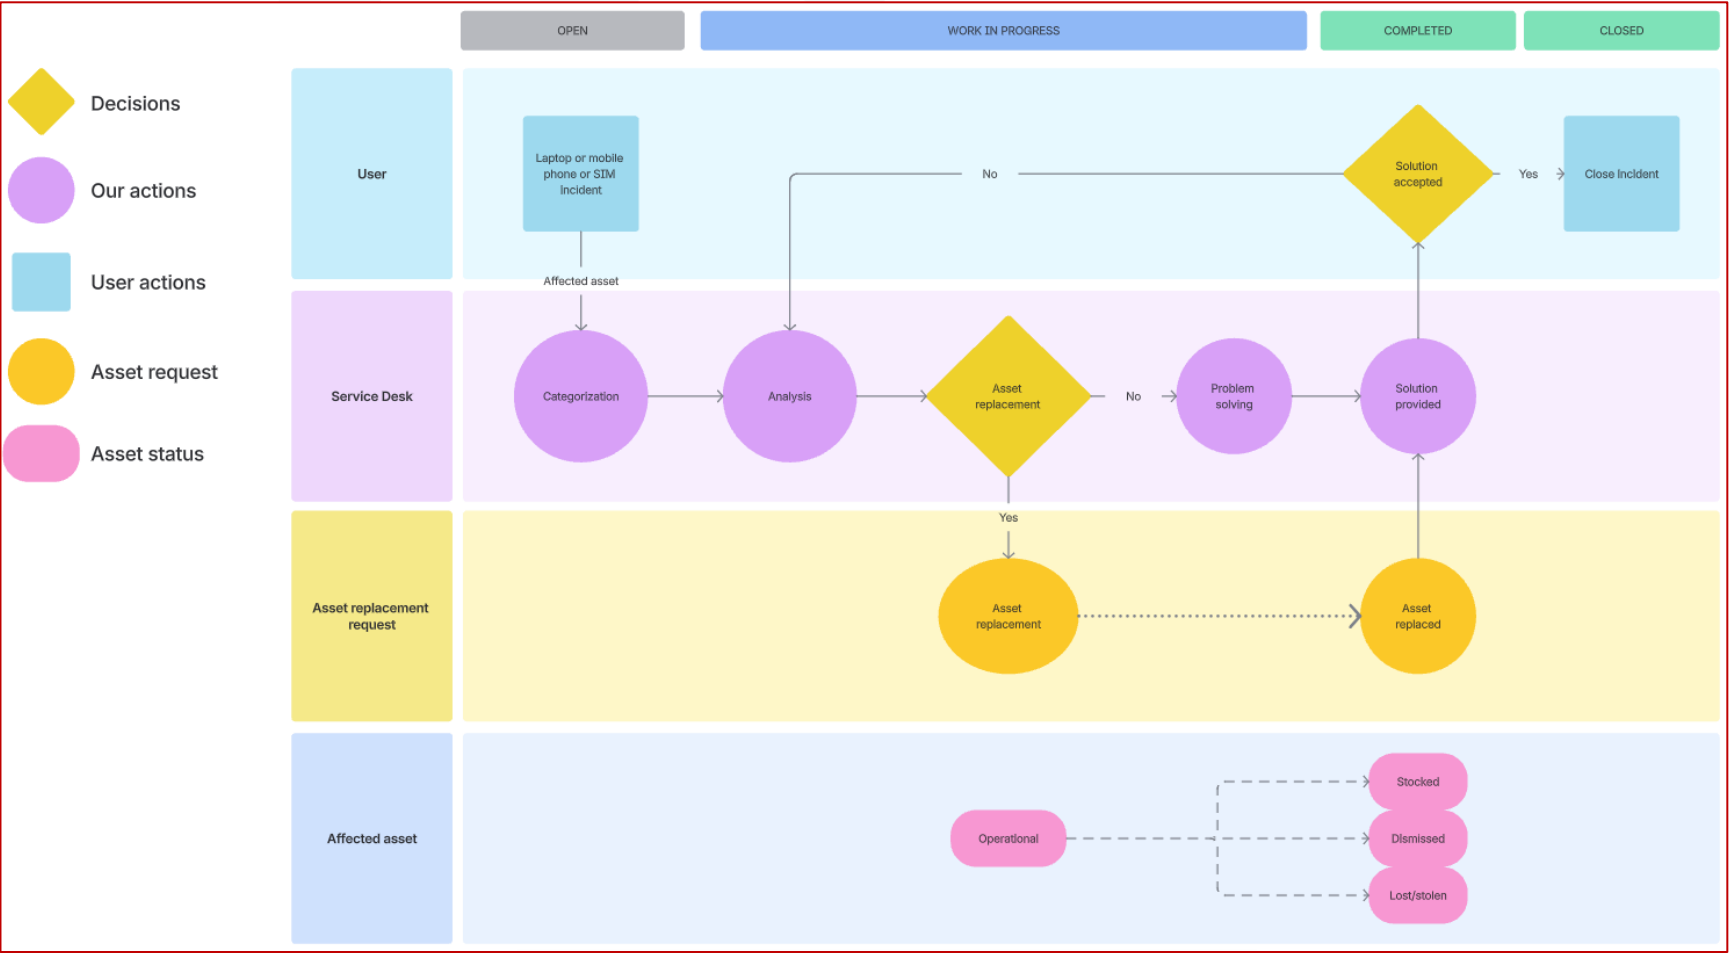 OPEN
WORK IN PROGRESS
COMPLETED
CLOSED
Decisions
Our actions
User actions
Asset request
Asset status
User
Laptop or mobile
phone or SIM
Incident
No
Solution
accepted
Yes
Close Incident
Affected asset
Service Desk
Categorization
Analysis
Asset
replacement
No
Problem
solving
Solution
provided
Yes
Asset replacement
request
Asset
replacement
Asset
replaced
Affected asset
Operational
Stocked
Dismissed
Lost/stolen